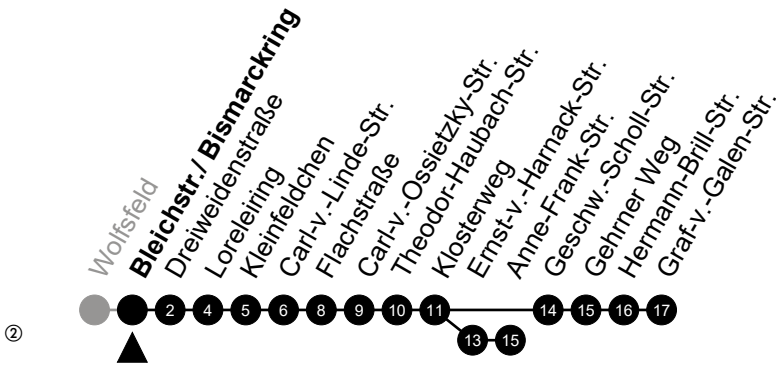 Wolfsfeld
Bleichstr./ Bismarckring
Dreiweidenstraße
Loreleiring
Kleinfeldchen
Carl-v.-Linde-Str.
Flachstraße
Carl-v.-Ossietzky-Str.
Theodor-Haubach-Str.
Klosterweg
Ernst-v.-Harnack-Str.
Anne-Frank-Str.
Geschw.-Scholl-Str.
Gehrner Weg
Hermann-Brill-Str.
Graf-v.-Galen-Str.
2 4 5 6 8 9 10 11 14 15 16 17
② 13 15